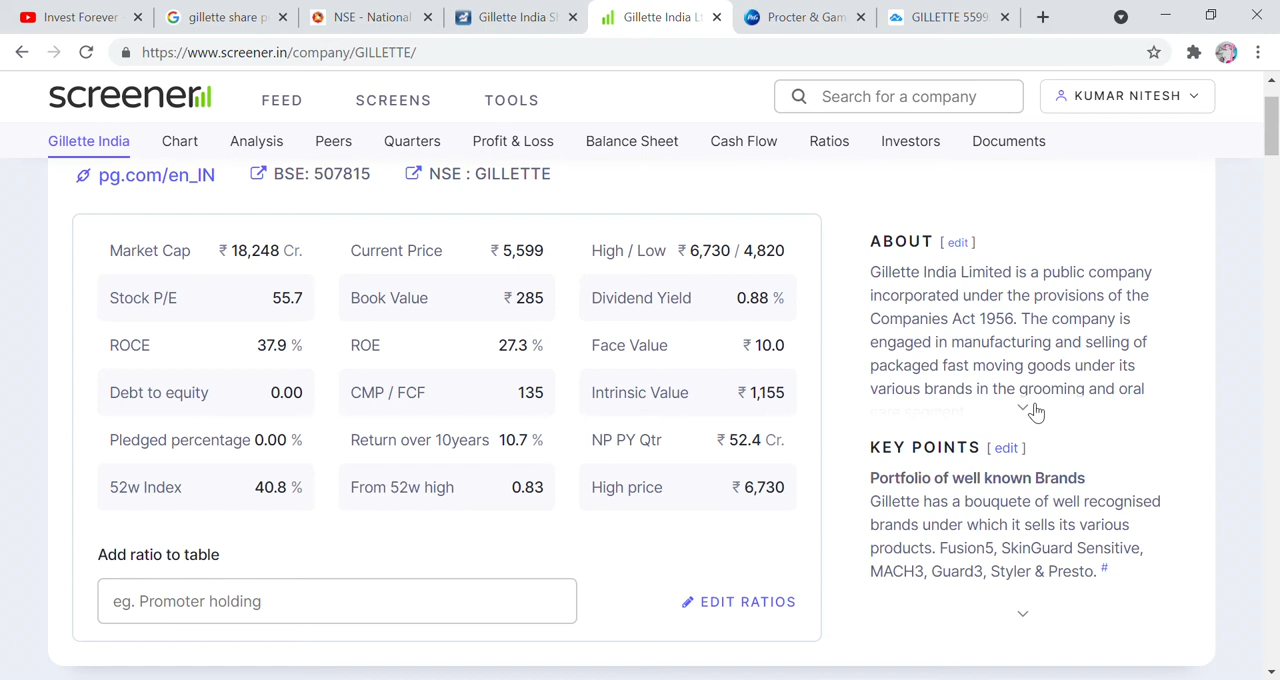 Invest Forever
gillette share p
NSE - National
Gillette India S
Gillette India L
Procter & Gam
GILLETTE 5599
https://www.screener.in/company/GILLETTE/
screener
FEED
SCREENS
TOOLS
Search for a company
KUMAR NITESH
Gillette India
Chart
Analysis
Peers
Quarters
Profit & Loss
Balance Sheet
Cash Flow
Ratios
Investors
Documents
pg.com/en_IN
BSE: 507815
NSE : GILLETTE
Market Cap ₹ 18,248 Cr.
Current Price ₹ 5,599
High / Low ₹ 6,730 / 4,820
Stock P/E 55.7
Book Value ₹ 285
Dividend Yield 0.88 %
ROCE 37.9 %
ROE 27.3 %
Face Value ₹ 10.0
Debt to equity 0.00
CMP / FCF 135
Intrinsic Value ₹ 1,155
Pledged percentage 0.00 %
Return over 10years 10.7 %
NP PY Qtr ₹ 52.4 Cr.
52w Index 40.8 %
From 52w high 0.83
High price ₹ 6,730
Add ratio to table
eg. Promoter holding
EDIT RATIOS
ABOUT [ edit ]
Gillette India Limited is a public company
incorporated under the provisions of the
Companies Act 1956. The company is
engaged in manufacturing and selling of
packaged fast moving goods under its
various brands in the grooming and oral
care segment
KEY POINTS [ edit ]
Portfolio of well known Brands
Gillette has a bouquete of well recognised
brands under which it sells its various
products. Fusion5, SkinGuard Sensitive,
MACH3, Guard3, Styler & Presto. #